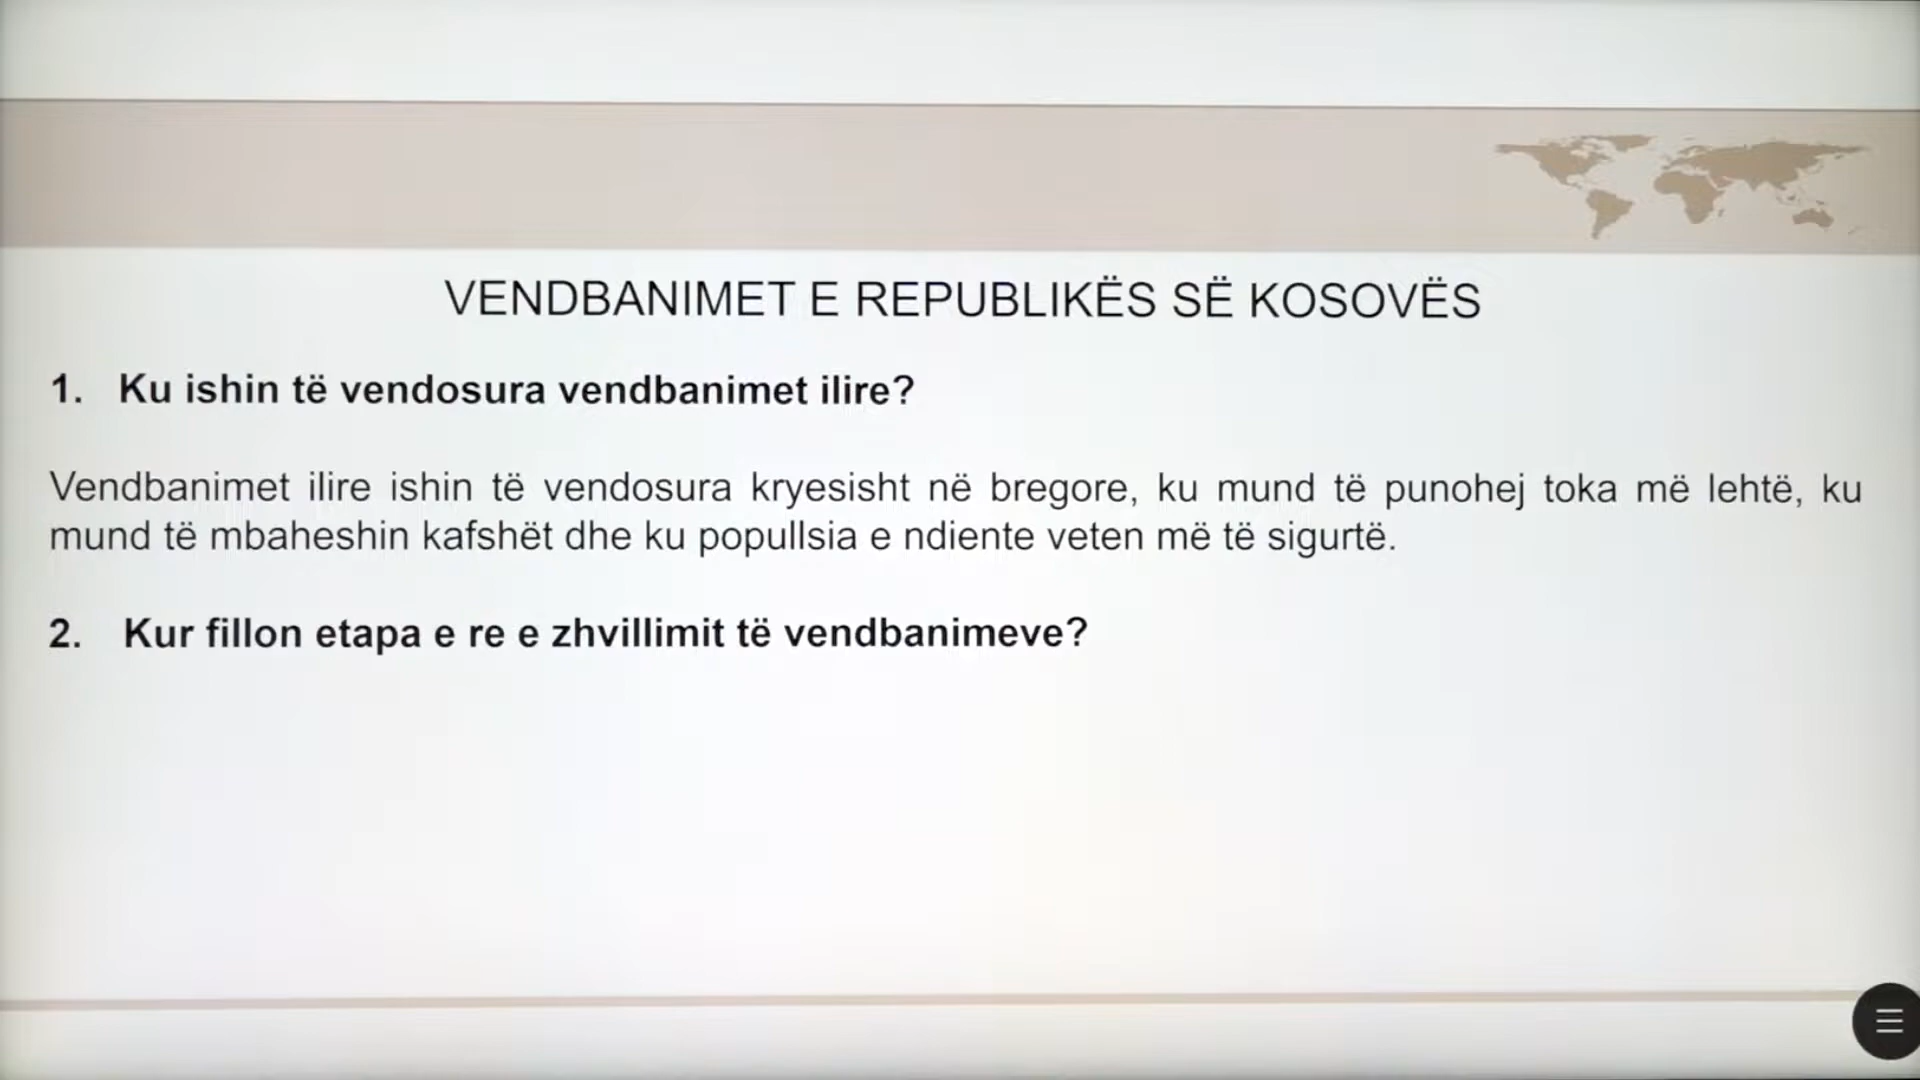 VENDBANIMET E REPUBLIKËS SË KOSOVËS
1. Ku ishin të vendosura vendbanimet ilire?
Vendbanimet ilire ishin të vendosura kryesisht në bregore, ku mund të punohej toka më lehtë, ku
mund të mbaheshin kafshët dhe ku popullsia e ndiente veten më të sigurtë.
2. Kur fillon etapa e re e zhvillimit të vendbanimeve?